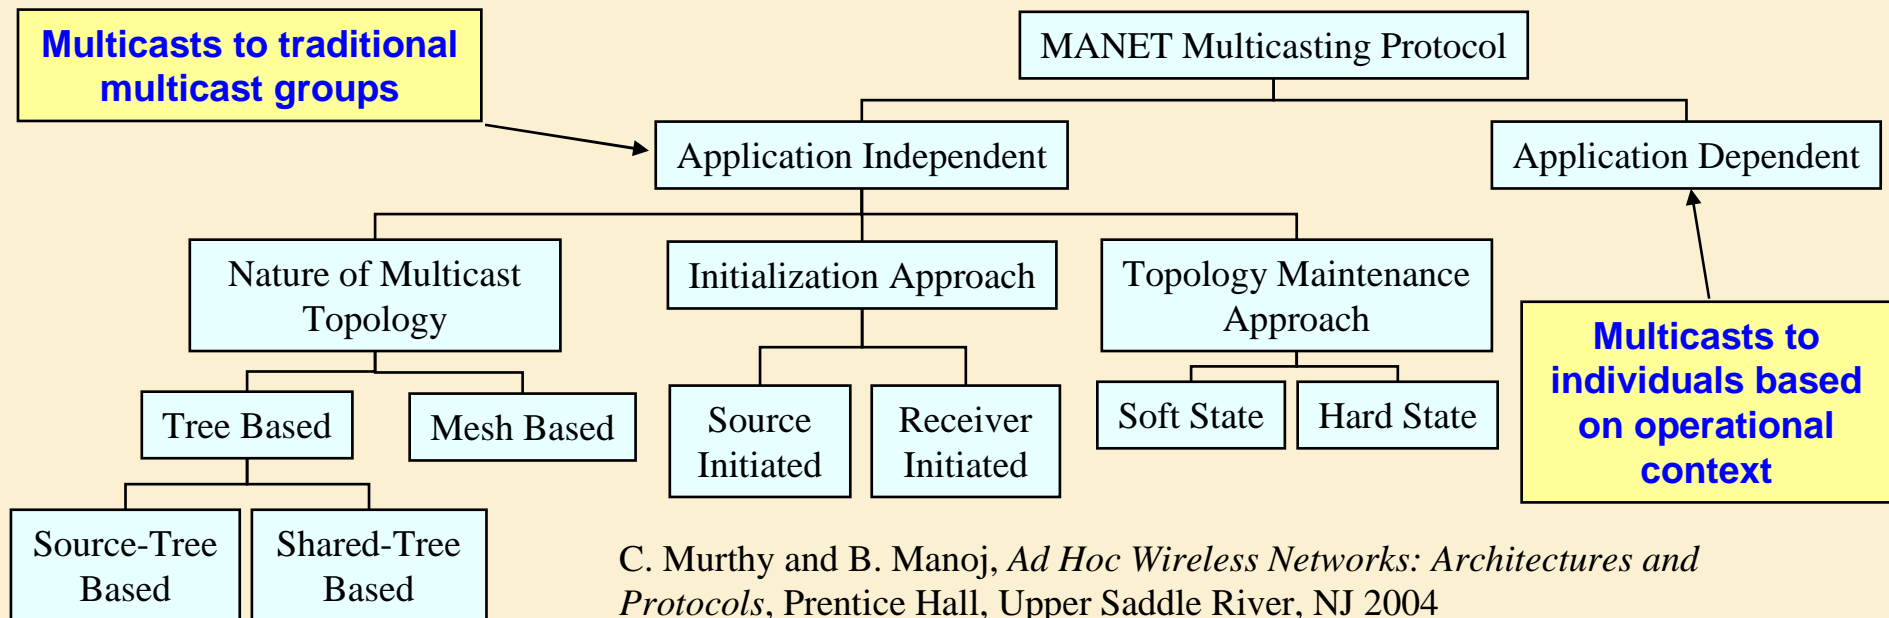 Multicasts to traditional
multicast groups
MANET Multicasting Protocol
Application Independent
Application Dependent
Nature of Multicast
Topology
Initialization Approach
Topology Maintenance
Approach
Multicasts to
individuals based
on operational
context
Tree Based
Mesh Based
Source
Initiated
Receiver
Initiated
Soft State
Hard State
Source-Tree
Based
Shared-Tree
Based
C. Murthy and B. Manoj, Ad Hoc Wireless Networks: Architectures and
Protocols, Prentice Hall, Upper Saddle River, NJ 2004